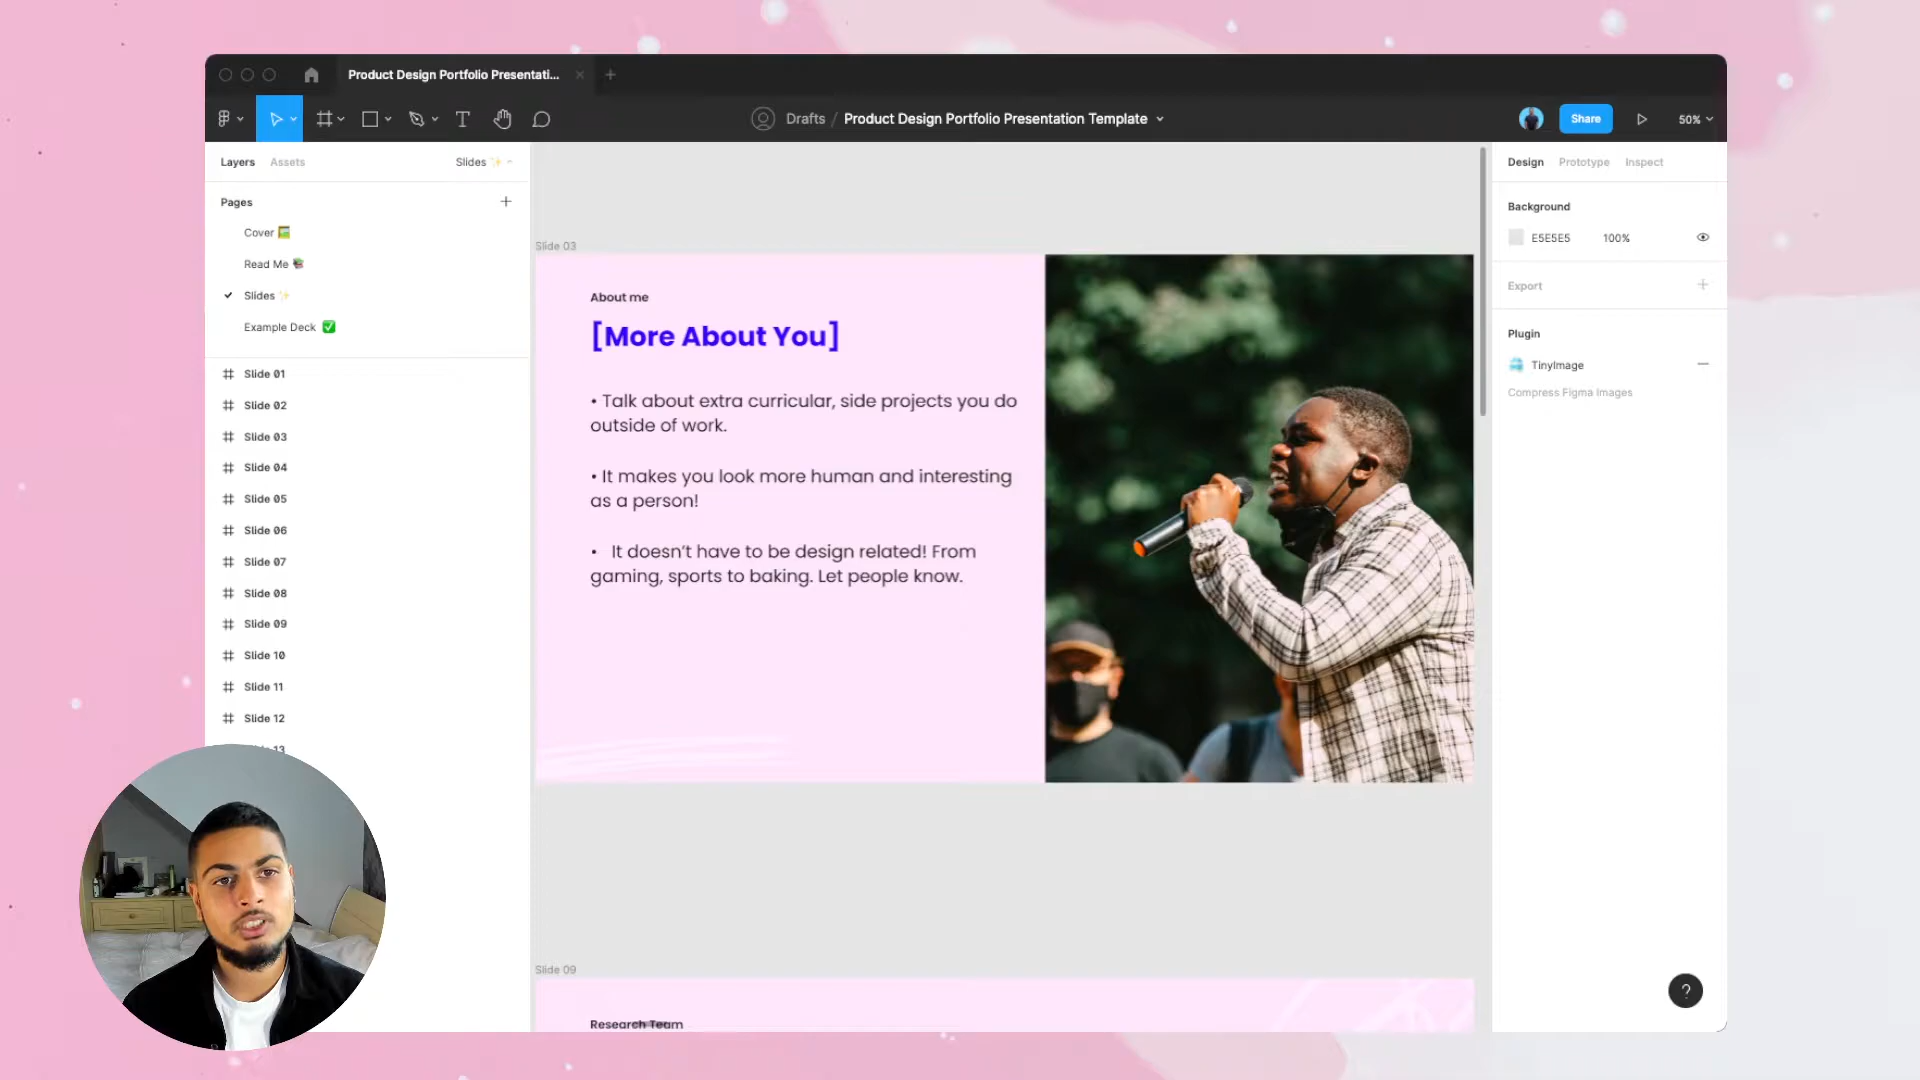 Product Design Portfolio Presentati...
Drafts / Product Design Portfolio Presentation Template
Share
50%
Layers
Assets
Slides ✨
Pages
Cover
Read Me
Slides ✨
Example Deck ✅
Slide 01
Slide 02
Slide 03
Slide 04
Slide 05
Slide 06
Slide 07
Slide 08
Slide 09
Slide 10
Slide 11
Slide 12
13
Slide 03
About me
[More About You]
• Talk about extra curricular, side projects you do
outside of work.
• It makes you look more human and interesting
as a person!
• It doesn’t have to be design related! From
gaming, sports to baking. Let people know.
Slide 09
Research Team
Design
Prototype
Inspect
Background
E5E5E5
100%
Export
Plugin
TinyImage
Compress Figma Images
?